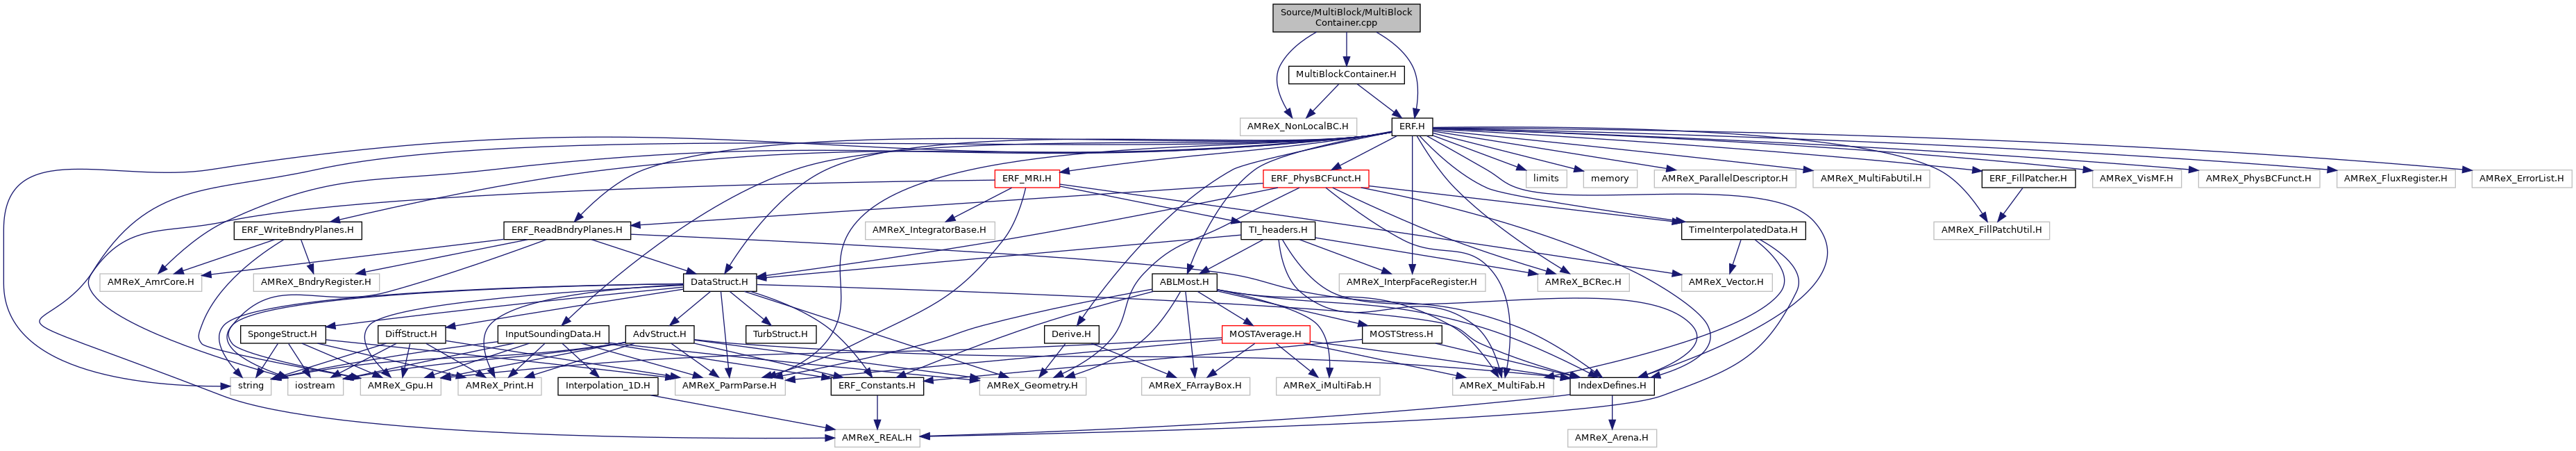 Source/MultiBlock/MultiBlock
Container.cpp
MultiBlockContainer.H
AMReX_NonLocalBC.H
ERF.H
ERF_MRI.H
ERF_PhysBCFunct.H
limits
memory
AMReX_ParallelDescriptor.H
AMReX_MultiFabUtil.H
ERF_FillPatcher.H
AMReX_VisMF.H
AMReX_PhysBCFunct.H
AMReX_FluxRegister.H
AMReX_ErrorList.H
ERF_WriteBndryPlanes.H
ERF_ReadBndryPlanes.H
AMReX_IntegratorBase.H
TI_headers.H
TimeInterpolatedData.H
AMReX_FillPatchUtil.H
AMReX_AmrCore.H
AMReX_BndryRegister.H
DataStruct.H
ABLMost.H
AMReX_InterpFaceRegister.H
AMReX_BCRec.H
AMReX_Vector.H
SpongeStruct.H
DiffStruct.H
InputSoundingData.H
AdvStruct.H
TurbStruct.H
Derive.H
MOSTAverage.H
MOSTStress.H
string
iostream
AMReX_Gpu.H
AMReX_Print.H
Interpolation_1D.H
AMReX_ParmParse.H
ERF_Constants.H
AMReX_Geometry.H
AMReX_FArrayBox.H
AMReX_iMultiFab.H
AMReX_MultiFab.H
IndexDefines.H
AMReX_REAL.H
AMReX_Arena.H